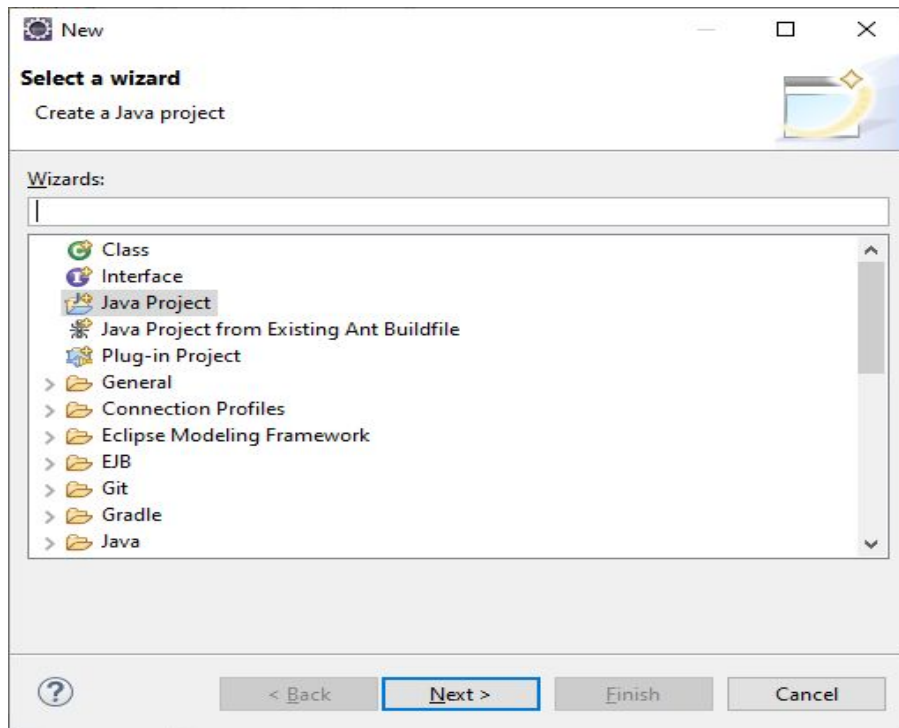 New
Select a wizard
Create a Java project
Wizards:
Class
Interface
Java Project
Java Project from Existing Ant Buildfile
Plug-in Project
General
Connection Profiles
Eclipse Modeling Framework
EJB
Git
Gradle
Java
?
< Back Next > Finish Cancel